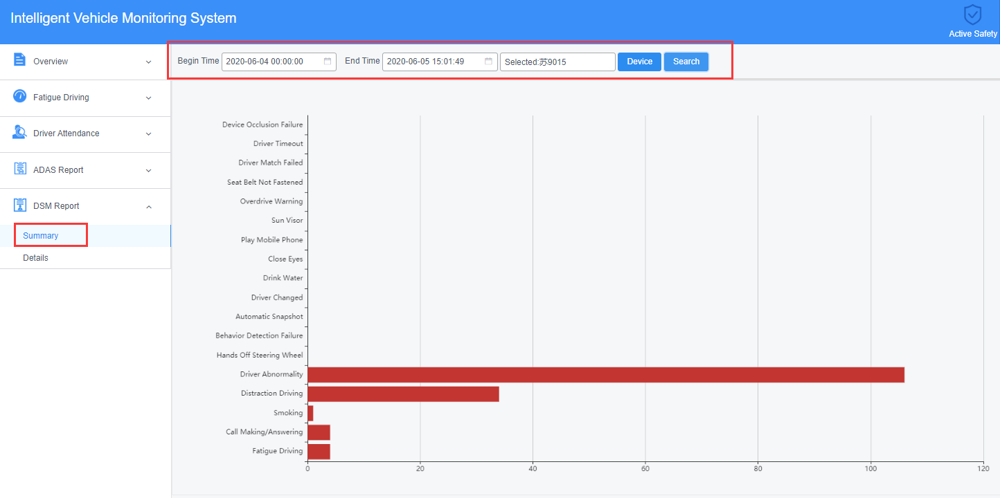 Intelligent Vehicle Monitoring System
Active Safety
Overview
Fatigue Driving
Driver Attendance
ADAS Report
DSM Report
Summary
Details
Begin Time 2020-06-04 00:00:00 End Time 2020-06-05 15:01:49 Selected:苏9015 Device Search
Device Occlusion Failure
Driver Timeout
Driver Match Failed
Seat Belt Not Fastened
Overdrive Warning
Sun Visor
Play Mobile Phone
Close Eyes
Drink Water
Driver Changed
Automatic Snapshot
Behavior Detection Failure
Hands Off Steering Wheel
Driver Abnormality
Distraction Driving
Smoking
Call Making/Answering
Fatigue Driving
0 20 40 60 80 100 120